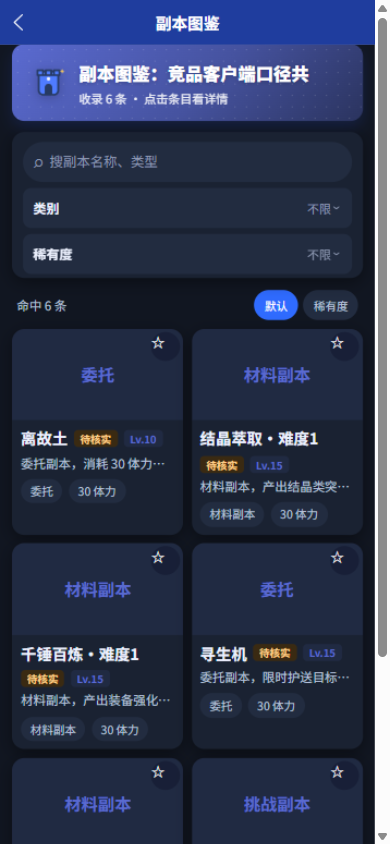 副本图鉴
副本图鉴：竞品客户端口径共
收录 6 条 · 点击条目看详情
搜副本名称、类型
类别 不限
稀有度 不限
命中 6 条 默认 稀有度
委托
离故土 待核实 Lv.10
委托副本，消耗 30 体力…
委托 30 体力
材料副本
结晶萃取·难度1
待核实 Lv.15
材料副本，产出结晶类突…
材料副本 30 体力
材料副本
千锤百炼·难度1
待核实 Lv.15
材料副本，产出装备强化…
材料副本 30 体力
委托
寻生机 待核实 Lv.15
委托副本，限时护送目标…
委托 30 体力
材料副本
挑战副本